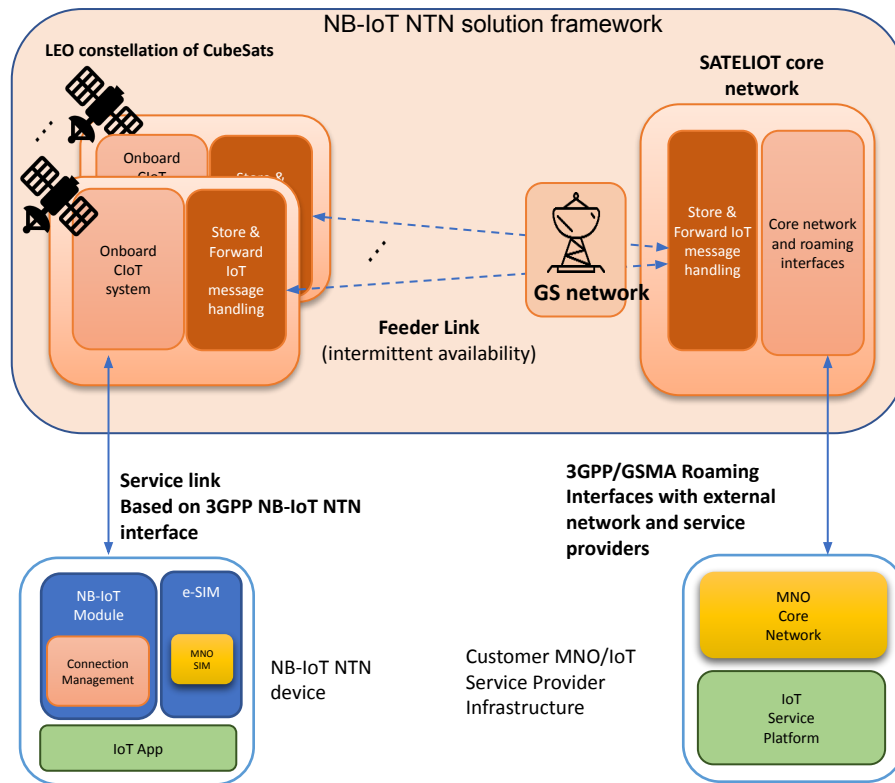 NB-IoT NTN solution framework
LEO constellation of CubeSats
SATELIOT core
network
Onboard
CIoT
Store &
Onboard
CIoT
system
Store &
Forward IoT
message
handling
GS network
Store &
Forward IoT
message
handling
Core network
and roaming
interfaces
Feeder Link
(intermittent availability)
Service link
Based on 3GPP NB-IoT NTN
interface
3GPP/GSMA Roaming
Interfaces with external
network and service
providers
NB-IoT
Module
Connection
Management
e-SIM
MNO
SIM
IoT App
NB-IoT NTN
device
Customer MNO/IoT
Service Provider
Infrastructure
MNO
Core
Network
IoT
Service
Platform